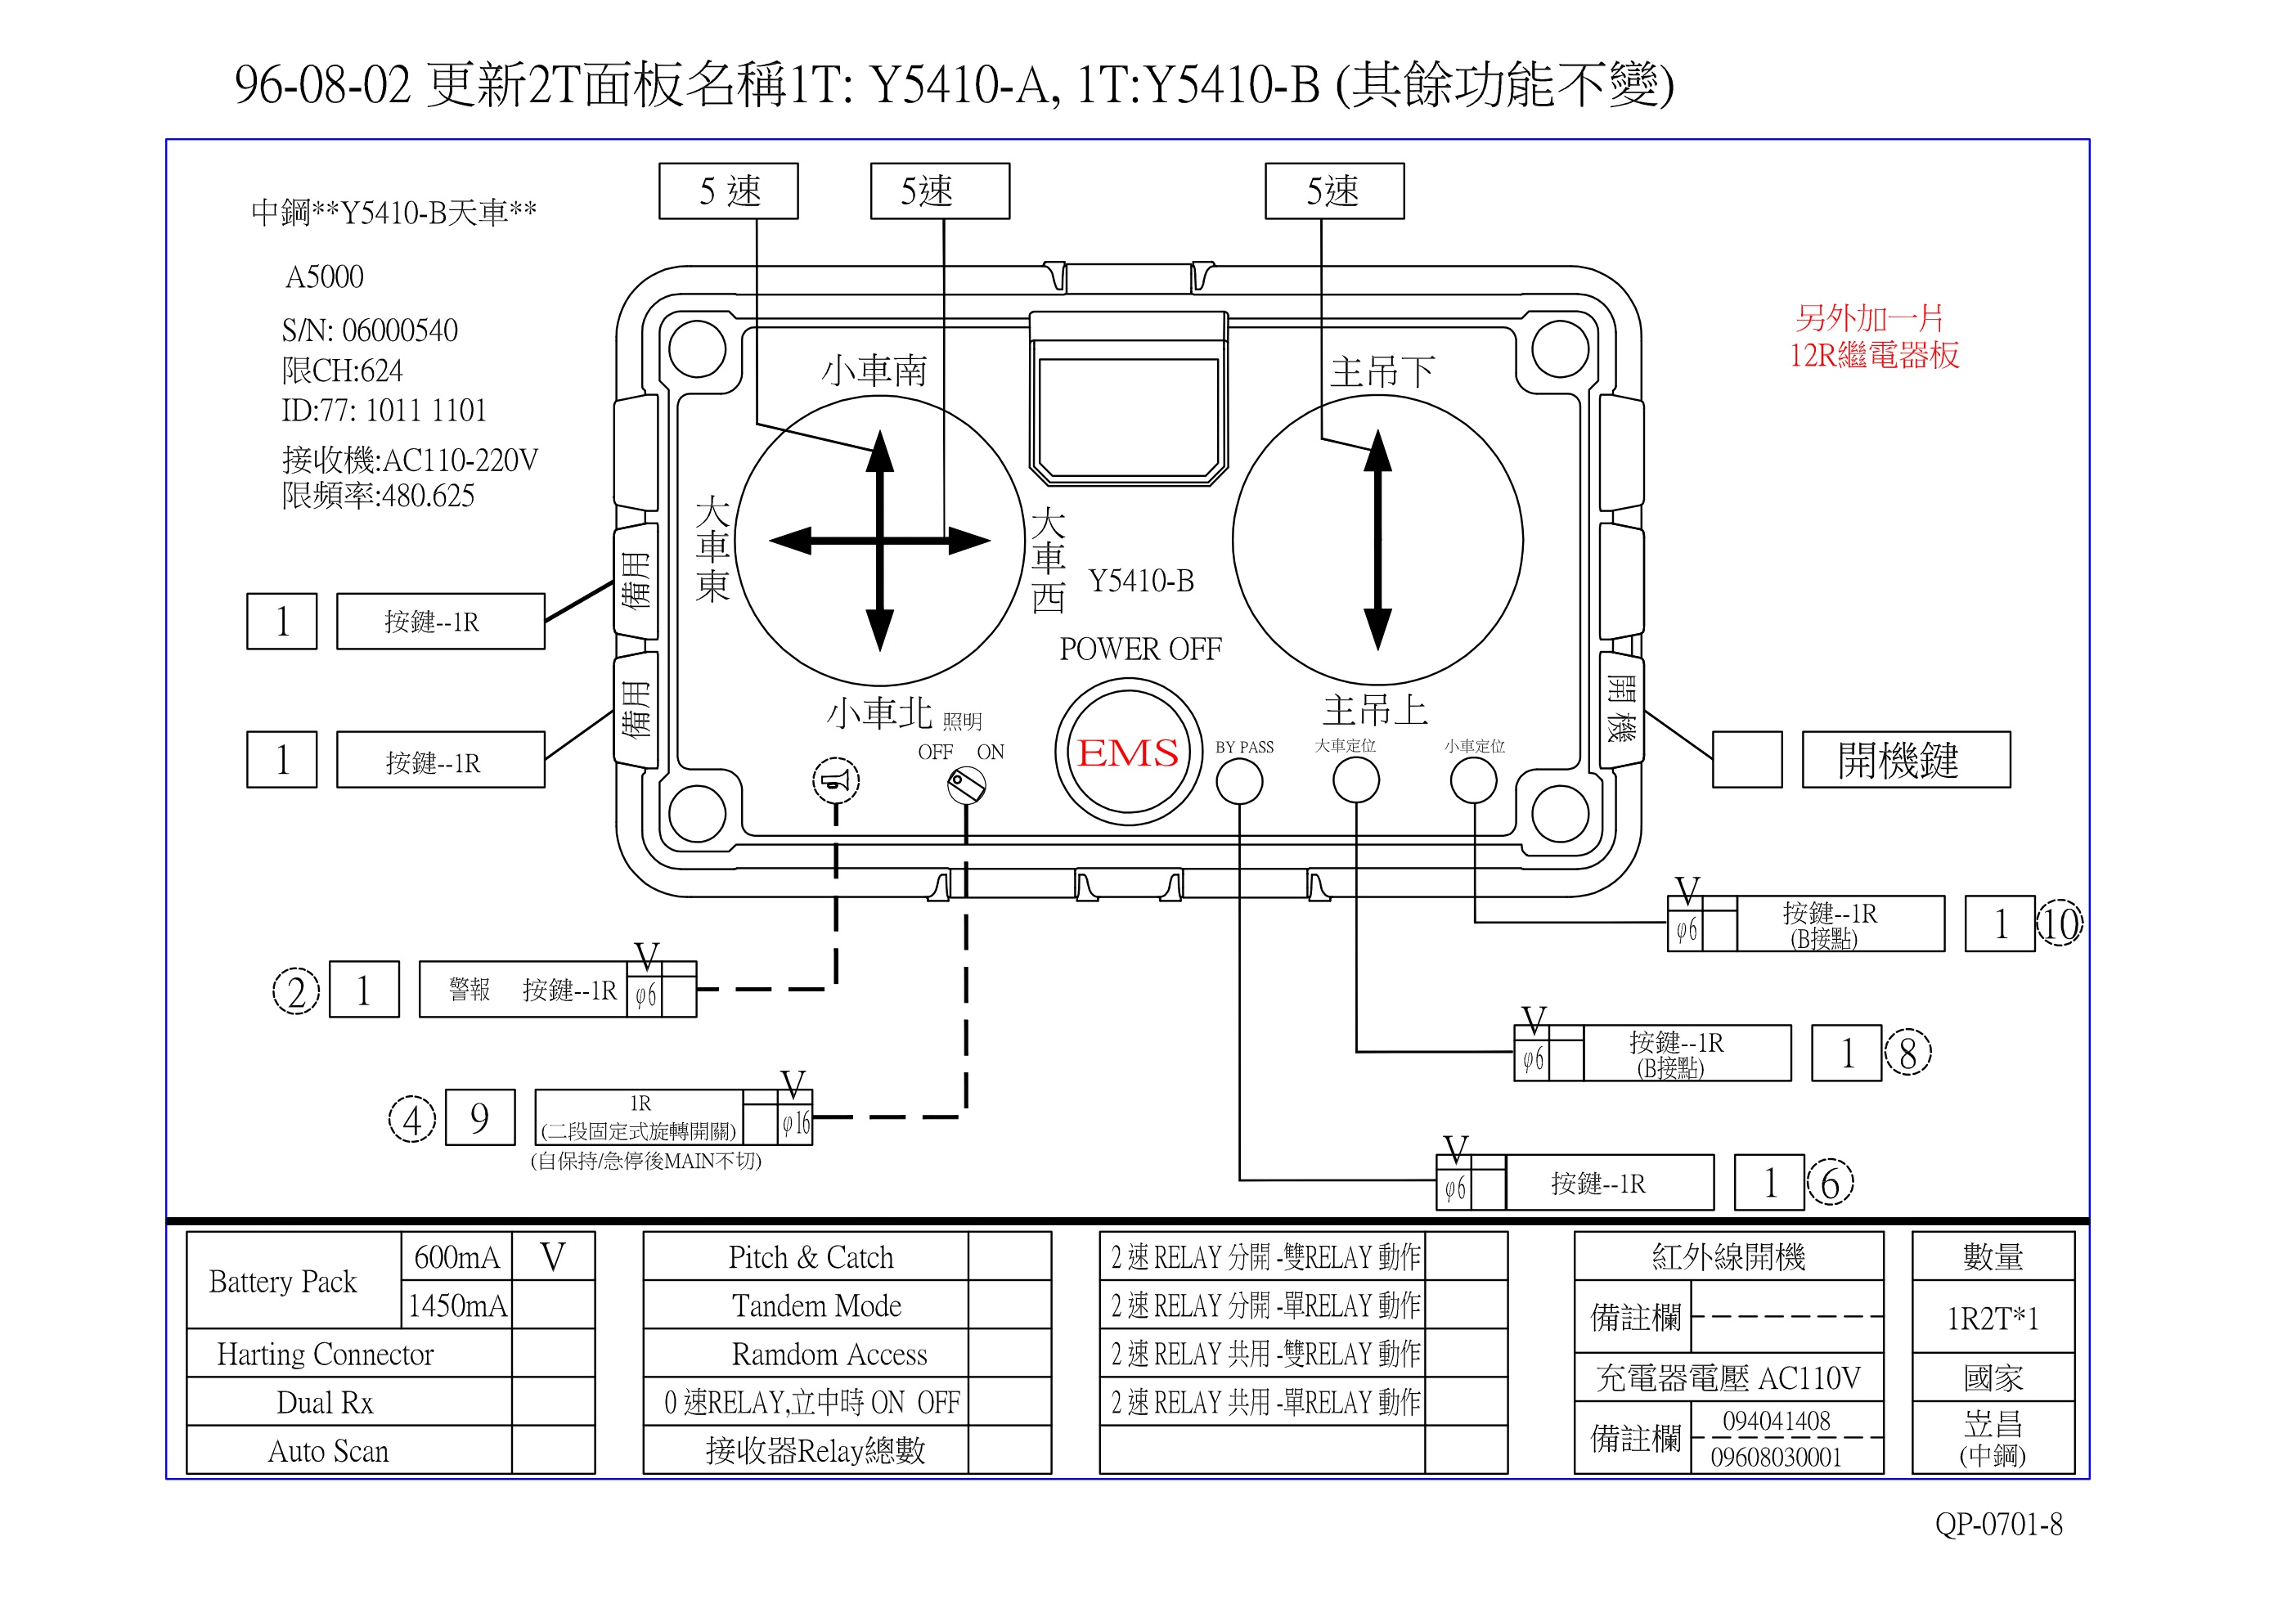 96-08-02 更新2T面板名稱1T: Y5410-A, 1T:Y5410-B (其餘功能不變)
5 速
5速
5速
中鋼**Y5410-B天車**
A5000
S/N: 06000540
限CH:624
ID:77: 1011 1101
接收機:AC110-220V
限頻率:480.625
另外加一片
12R繼電器板
小車南
主吊下
大車東
大車西
Y5410-B
POWER OFF
小車北
照明
OFF ON
主吊上
EMS
BY PASS
大車定位
小車定位
備用
備用
開機
1
按鍵--1R
1
按鍵--1R
開機鍵
V
φ6
按鍵--1R
(B接點)
1
10
2
1
警報 按鍵--1R
V
φ6
V
φ6
按鍵--1R
(B接點)
1
8
4
9
1R
(二段固定式旋轉開關)
V
φ16
(自保持/急停後MAIN不切)
V
φ6
按鍵--1R
1
6
Battery Pack
600mA
V
1450mA
Harting Connector
Dual Rx
Auto Scan
Pitch & Catch
Tandem Mode
Ramdom Access
0 速RELAY,立中時 ON OFF
接收器Relay總數
2 速 RELAY 分開 -雙RELAY 動作
2 速 RELAY 分開 -單RELAY 動作
2 速 RELAY 共用 -雙RELAY 動作
2 速 RELAY 共用 -單RELAY 動作
紅外線開機
備註欄
充電器電壓 AC110V
備註欄
094041408
09608030001
數量
1R2T*1
國家
岦昌
(中鋼)
QP-0701-8